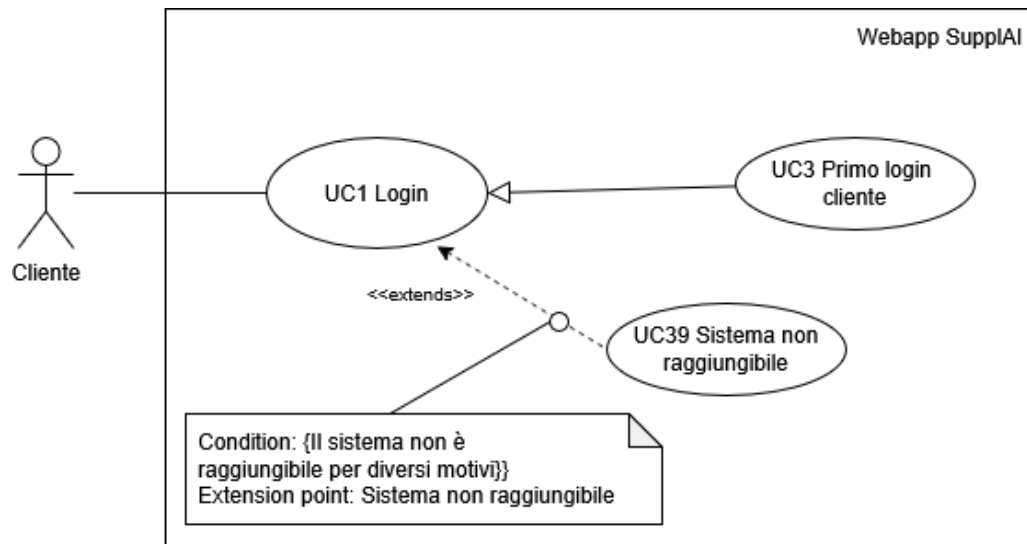 Webapp SupplAI
UC1 Login
UC3 Primo login
cliente
Cliente
<<extends>>
UC39 Sistema non
raggiungibile
Condition: {Il sistema non è
raggiungibile per diversi motivi}}
Extension point: Sistema non raggiungibile